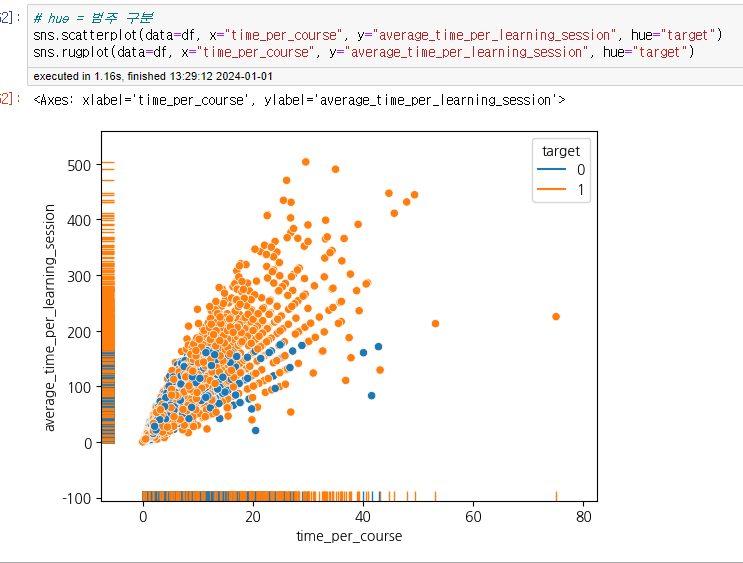 52]:
# hue = 범주 구분
sns.scatterplot(data=df, x="time_per_course", y="average_time_per_learning_session", hue="target")
sns.rugplot(data=df, x="time_per_course", y="average_time_per_learning_session", hue="target")
executed in 1.16s, finished 13:29:12 2024-01-01
52]:
<Axes: xlabel='time_per_course', ylabel='average_time_per_learning_session'>
target
0
1
500
400
300
200
100
0
-100
average_time_per_learning_session
0 20 40 60 80
time_per_course